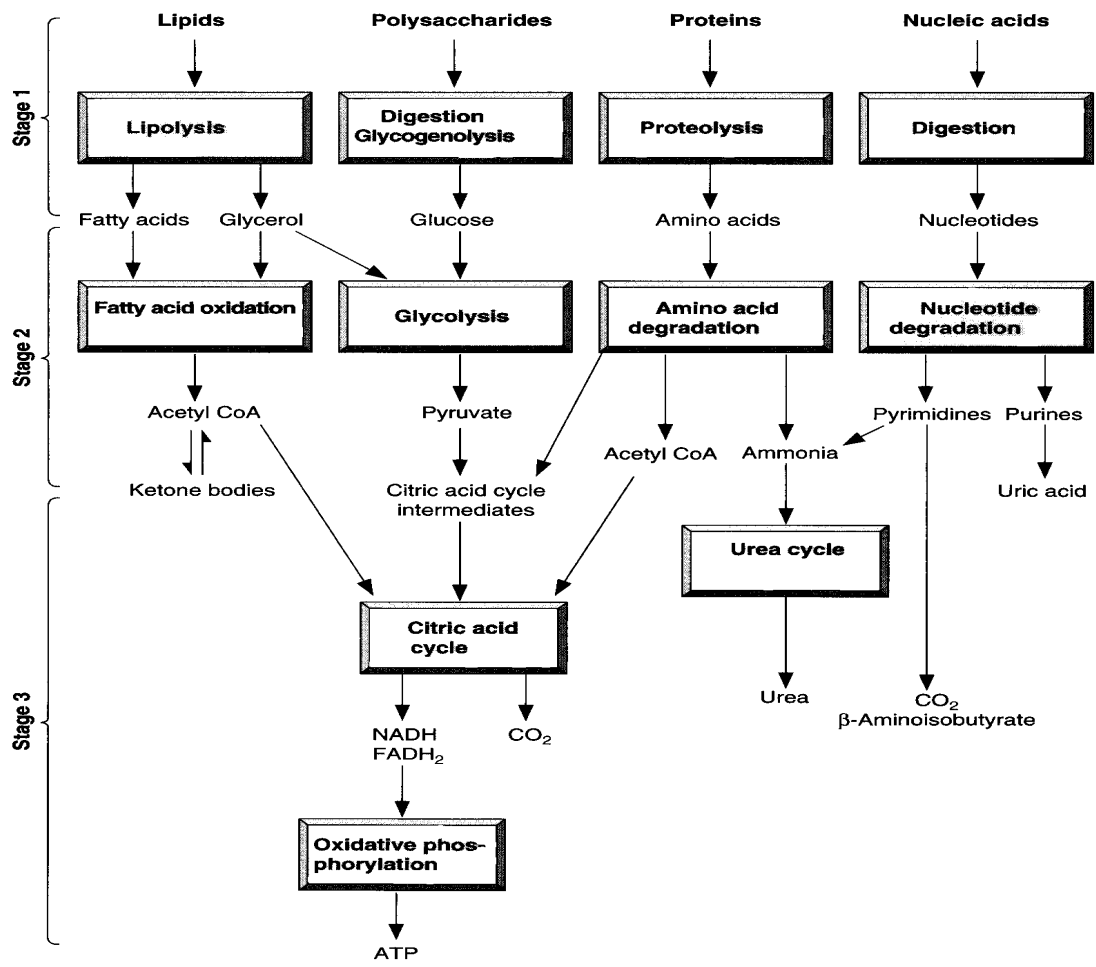 Lipids
Polysaccharides
Proteins
Nucleic acids
Stage 1
Lipolysis
Digestion
Glycogenolysis
Proteolysis
Digestion
Fatty acids
Glycerol
Glucose
Amino acids
Nucleotides
Stage 2
Fatty acid oxidation
Glycolysis
Amino acid
degradation
Nucleotide
degradation
Acetyl CoA
Pyruvate
Pyrimidines
Purines
Acetyl CoA
Ammonia
Ketone bodies
Citric acid cycle
intermediates
Uric acid
Stage 3
Urea cycle
Citric acid
cycle
Urea
CO₂
β-Aminoisobutyrate
NADH
FADH₂
CO₂
Oxidative phos-
phorylation
ATP